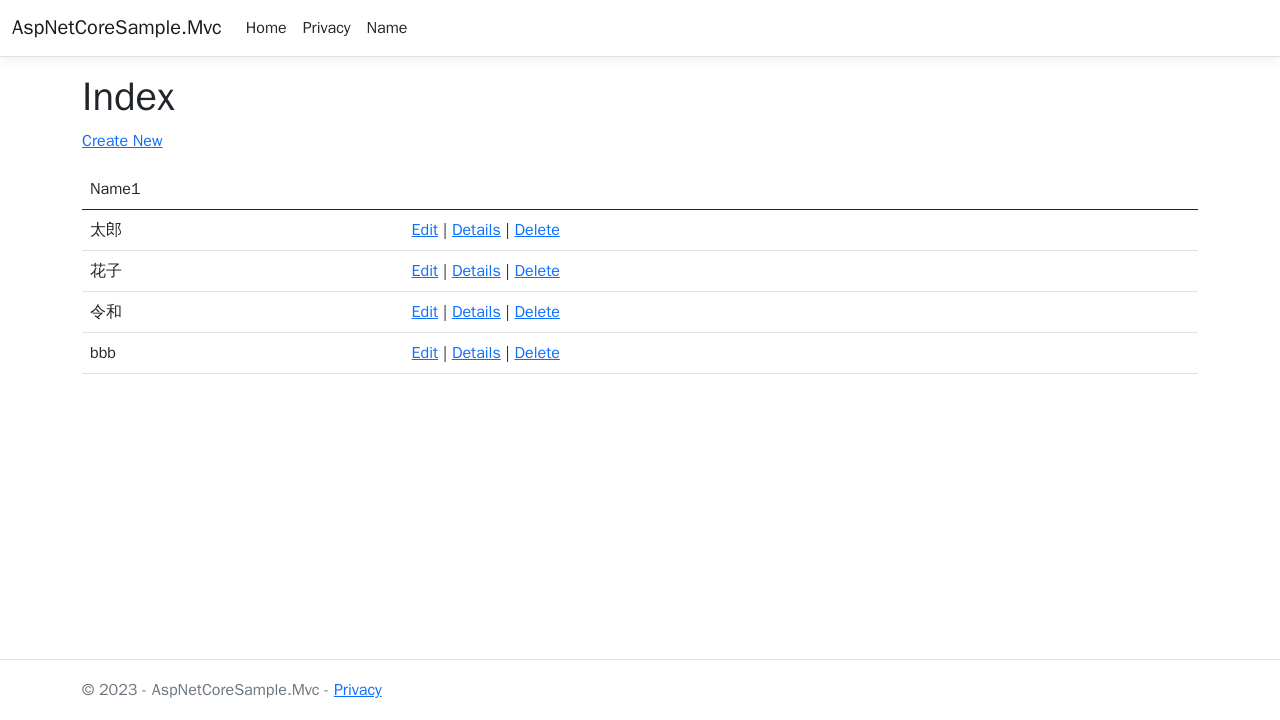 AspNetCoreSample.Mvc Home Privacy Name
Index
Create New
Name1
太郎 Edit | Details | Delete
花子 Edit | Details | Delete
令和 Edit | Details | Delete
bbb Edit | Details | Delete
© 2023 - AspNetCoreSample.Mvc - Privacy